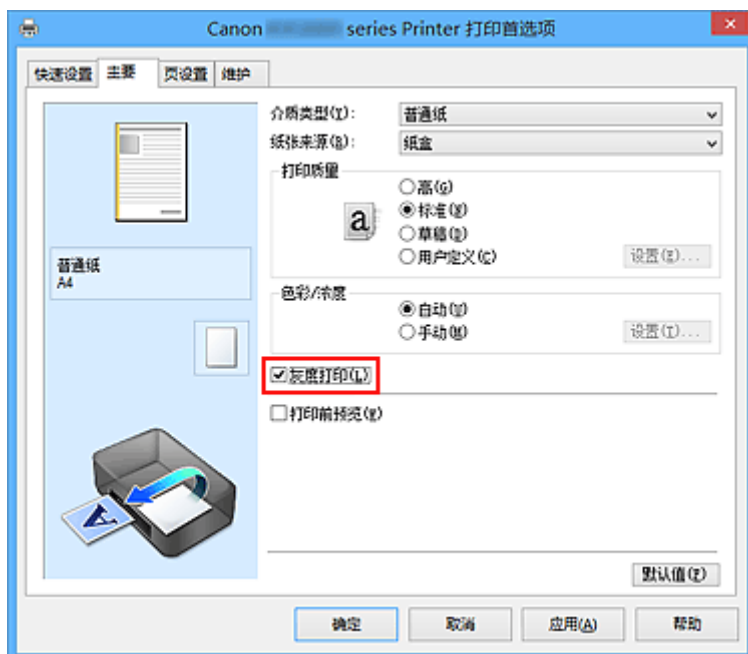 Canon series Printer 打印首选项
快速设置 主要 页设置 维护
介质类型(Y): 普通纸
纸张来源(R): 纸盒
打印质量
高(G)
a 标准(S)
草稿(D)
用户定义(C) 设置(E)...
普通纸
A4
色彩/浓度
自动(U)
手动(M) 设置(T)...
灰度打印(L)
打印前预览(W)
A
默认值(F)
确定 取消 应用(A) 帮助